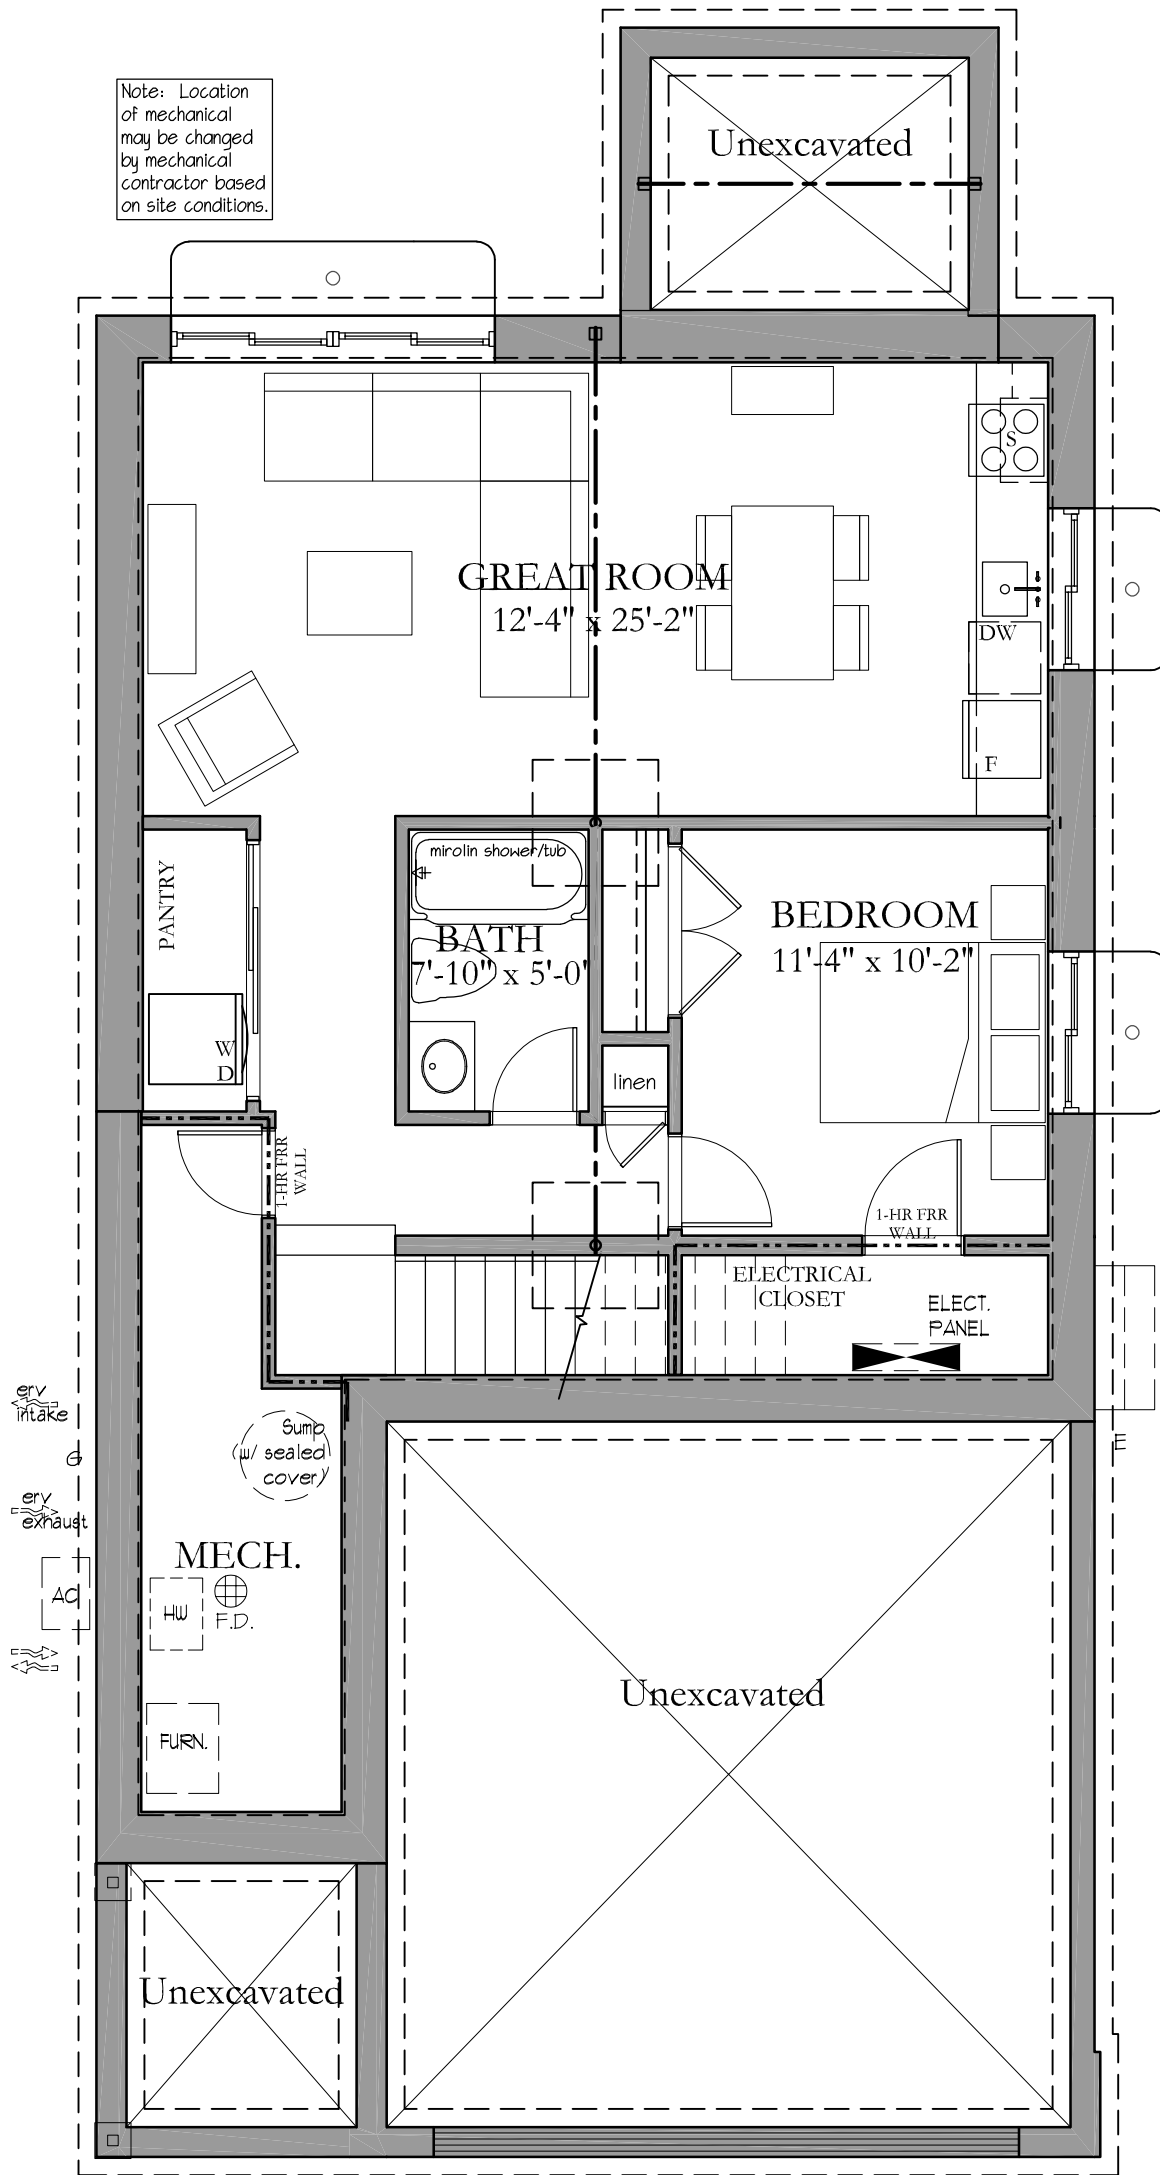 Note: Location
of mechanical
may be changed
by mechanical
contractor based
on site conditions.
Unexcavated
S
GREAT ROOM
12'-4" x 25'-2"
DW
F
mirolin shower/tub
PANTRY
BATH
7'-10" x 5'-0"
BEDROOM
11'-4" x 10'-2"
W
D
linen
1-HR FRR
WALL
1-HR FRR
WALL
ELECTRICAL
CLOSET
ELECT.
PANEL
erv
intake
G
Sump
(w/ sealed
cover)
E
erv
exhaust
MECH.
AC
HW
F.D.
Unexcavated
FURN.
Unexcavated